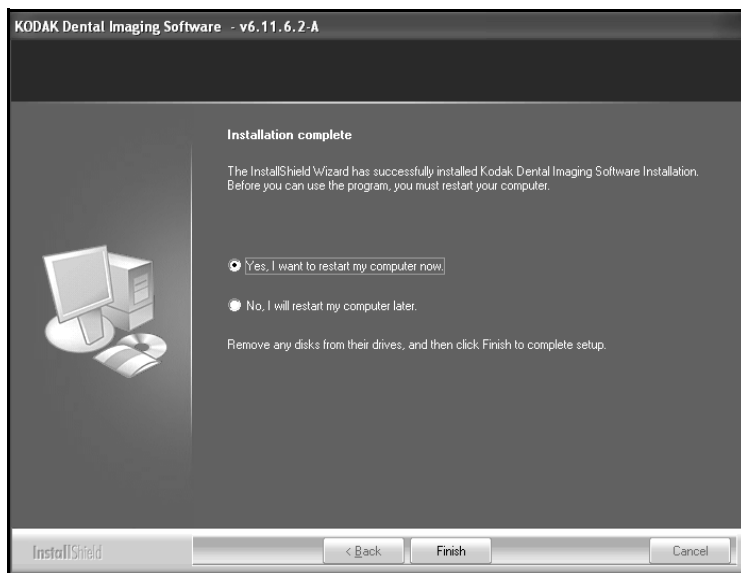 KODAK Dental Imaging Software - v6.11.6.2-A
Installation complete
The InstallShield Wizard has successfully installed Kodak Dental Imaging Software Installation.
Before you can use the program, you must restart your computer.
Yes, I want to restart my computer now.
No, I will restart my computer later.
Remove any disks from their drives, and then click Finish to complete setup.
InstallShield
< Back Finish Cancel